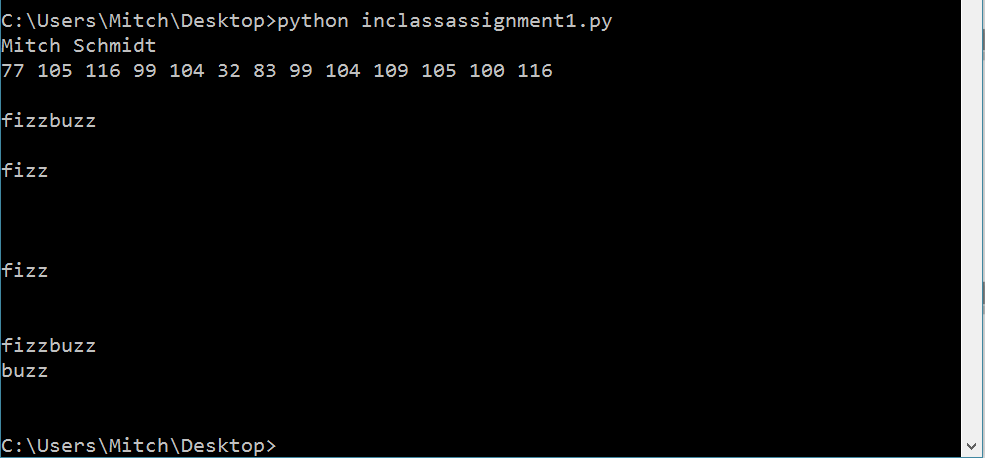 C:\Users\Mitch\Desktop>python inclassassignment1.py
Mitch Schmidt
77 105 116 99 104 32 83 99 104 109 105 100 116
fizzbuzz
fizz
fizz
fizzbuzz
buzz
C:\Users\Mitch\Desktop>